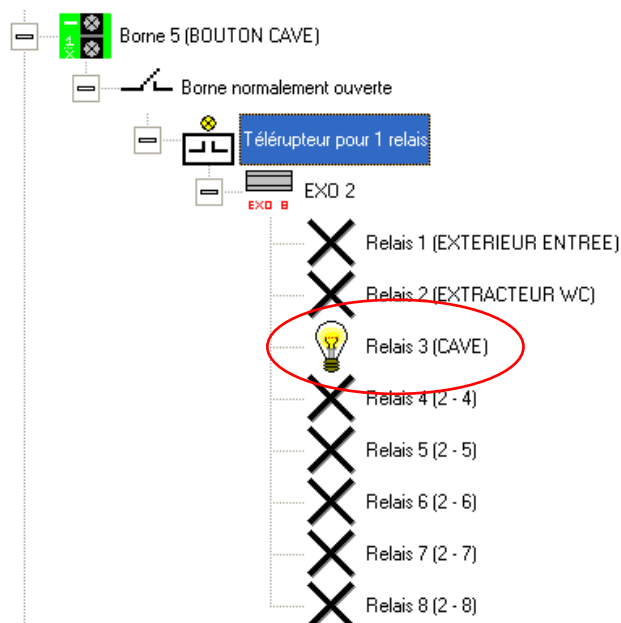 Borne 5 (BOUTON CAVE)
Borne normalement ouverte
Télérupteur pour 1 relais
EXO 2
EXO 8
Relais 1 (EXTERIEUR ENTREE)
Relais 2 (EXTRACTEUR WC)
Relais 3 (CAVE)
Relais 4 (2 - 4)
Relais 5 (2 - 5)
Relais 6 (2 - 6)
Relais 7 (2 - 7)
Relais 8 (2 - 8)